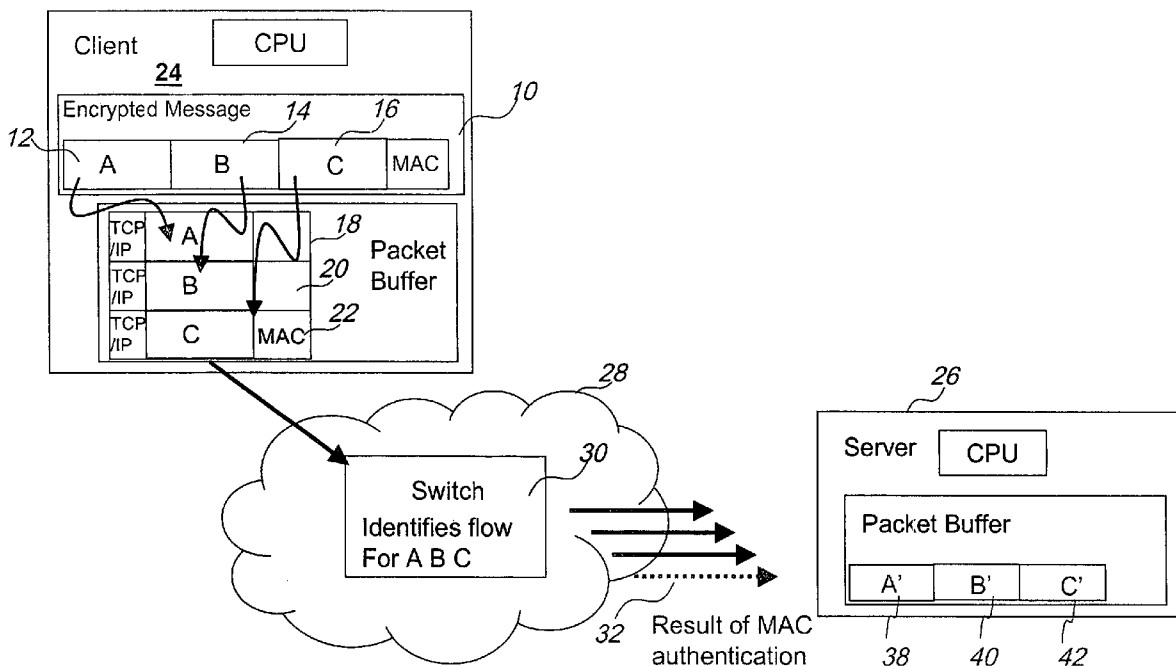 Client
CPU
24
Encrypted Message
10
12
14
16
A
B
C
MAC
TCP
/IP
A
18
Packet
Buffer
TCP
/IP
B
20
TCP
/IP
C
MAC
22
28
30
Switch
Identifies flow
For A B C
32
Result of MAC
authentication
26
Server
CPU
Packet Buffer
A'
B'
C'
38
40
42